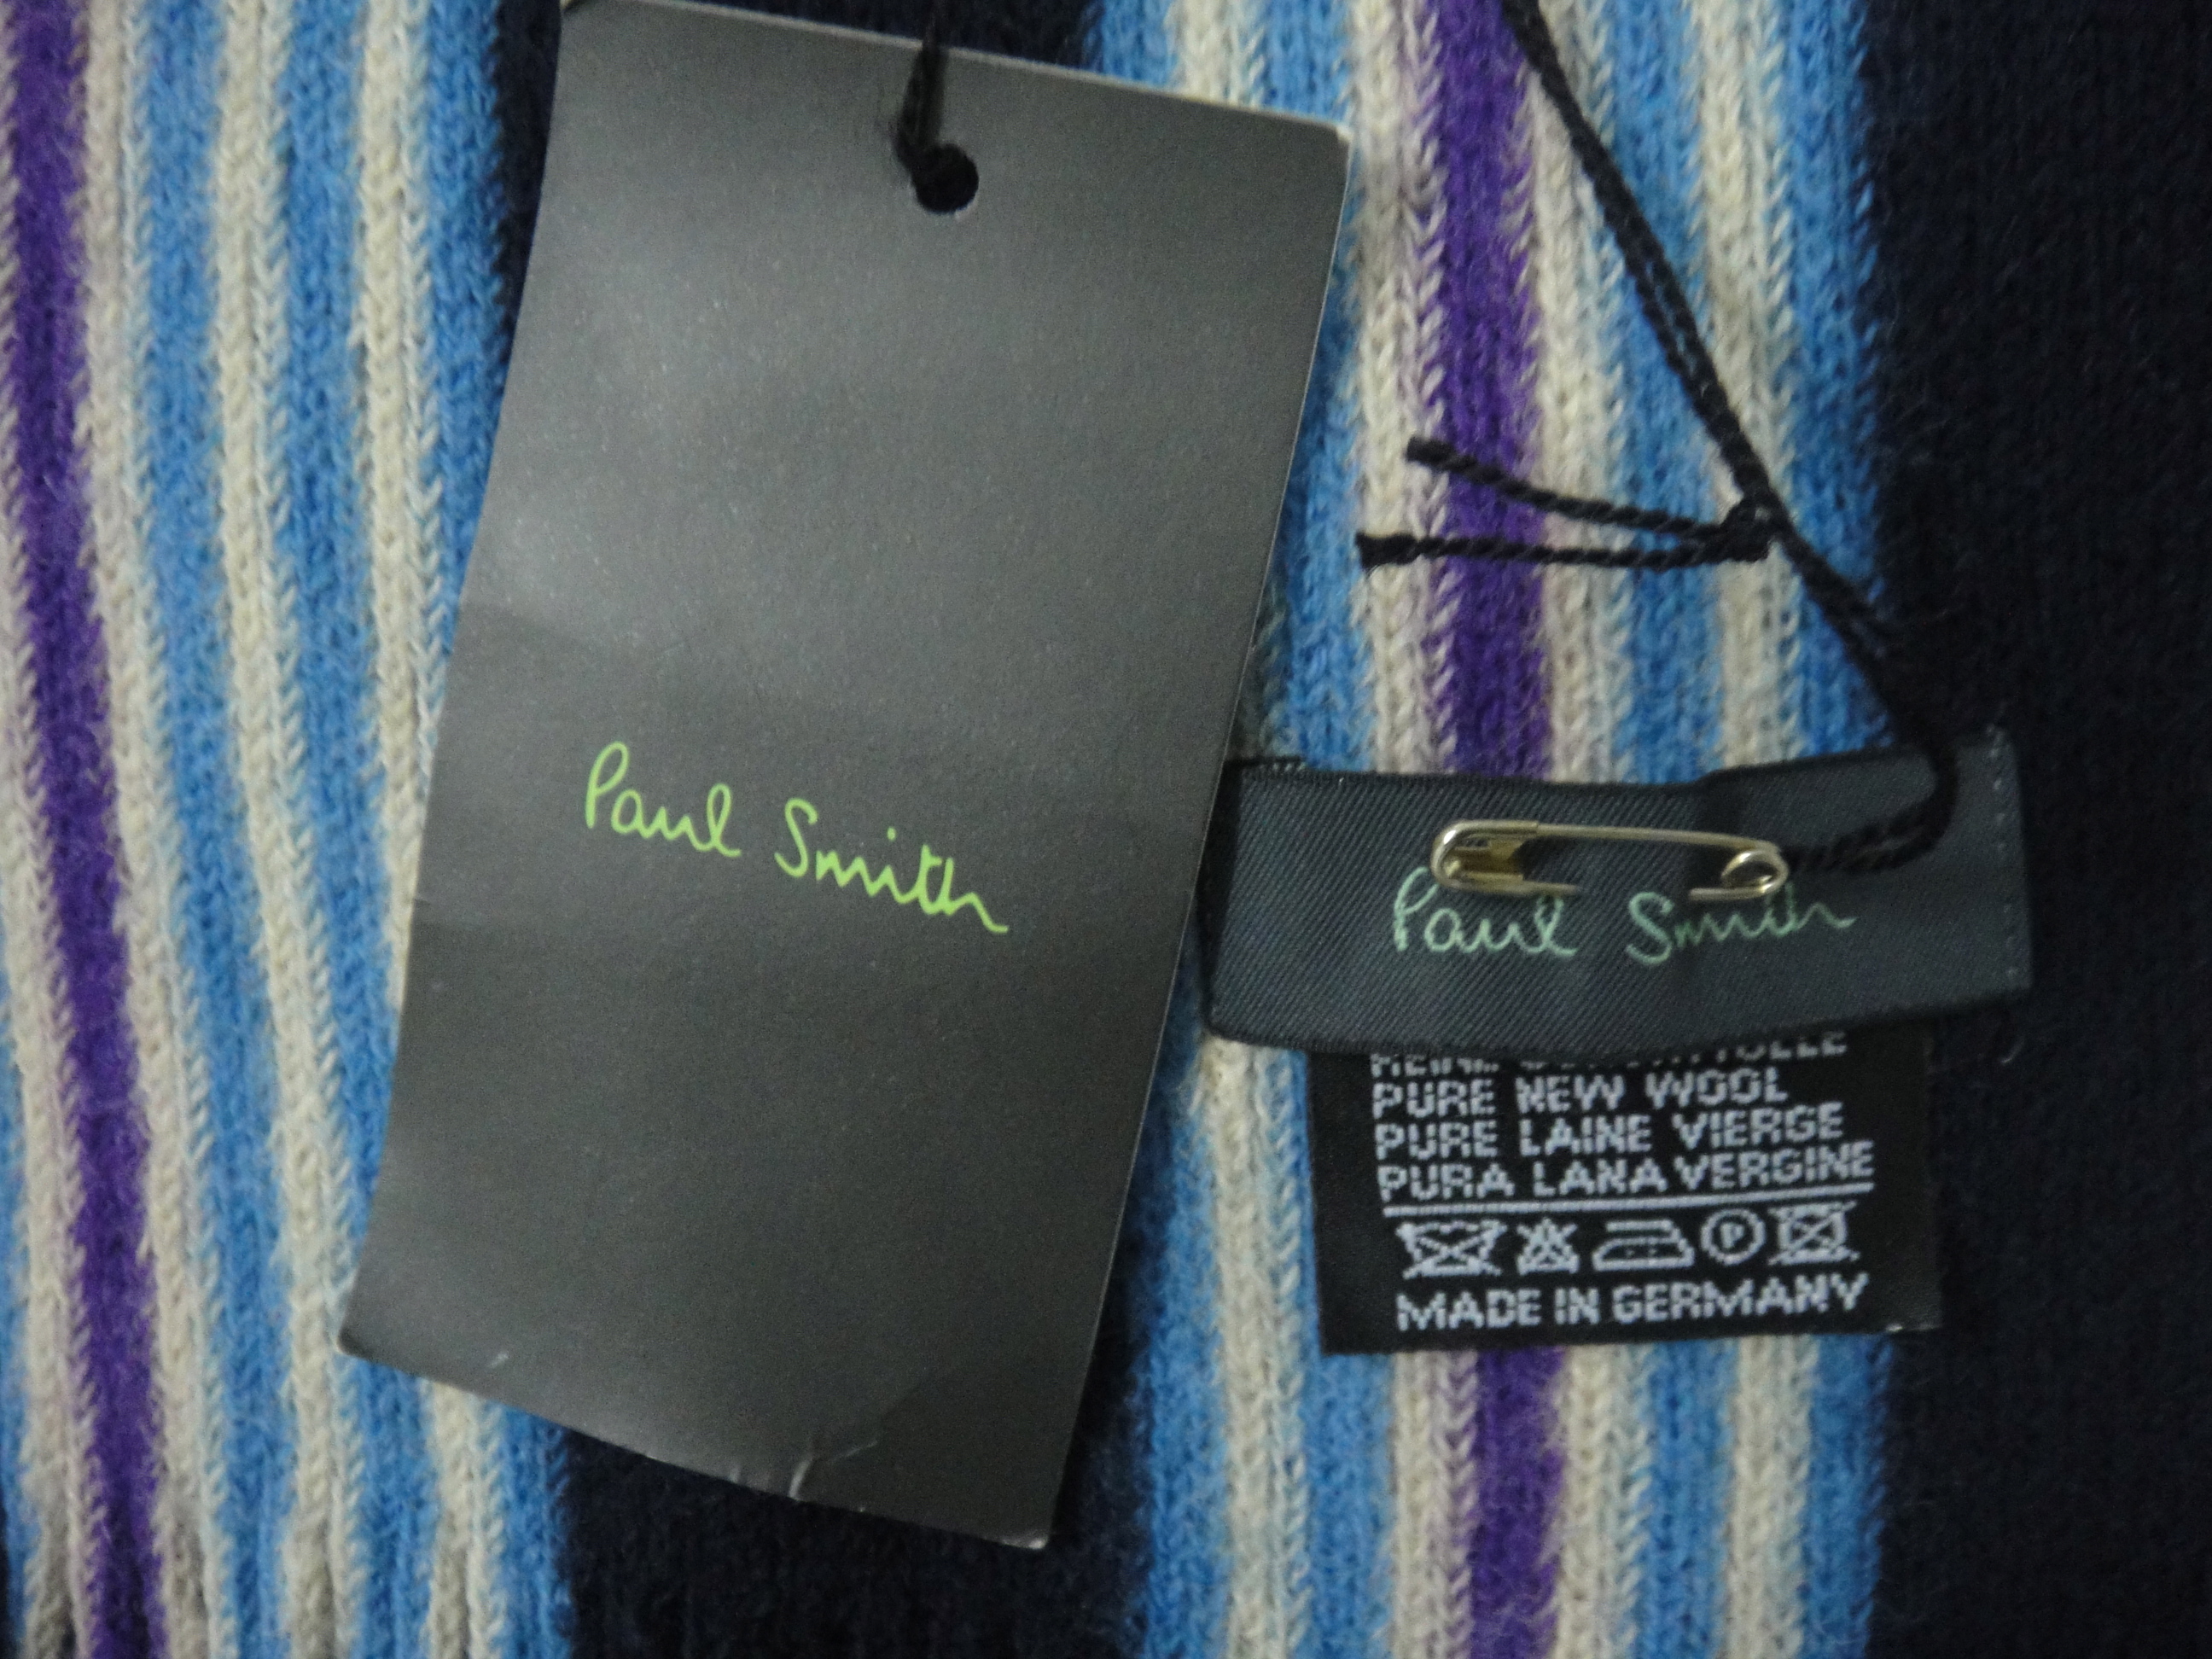 Paul Smith
Paul Smith
PURE NEW WOOL
PURE LAINE VIERGE
PURA LANA VERGINE
P
MADE IN GERMANY